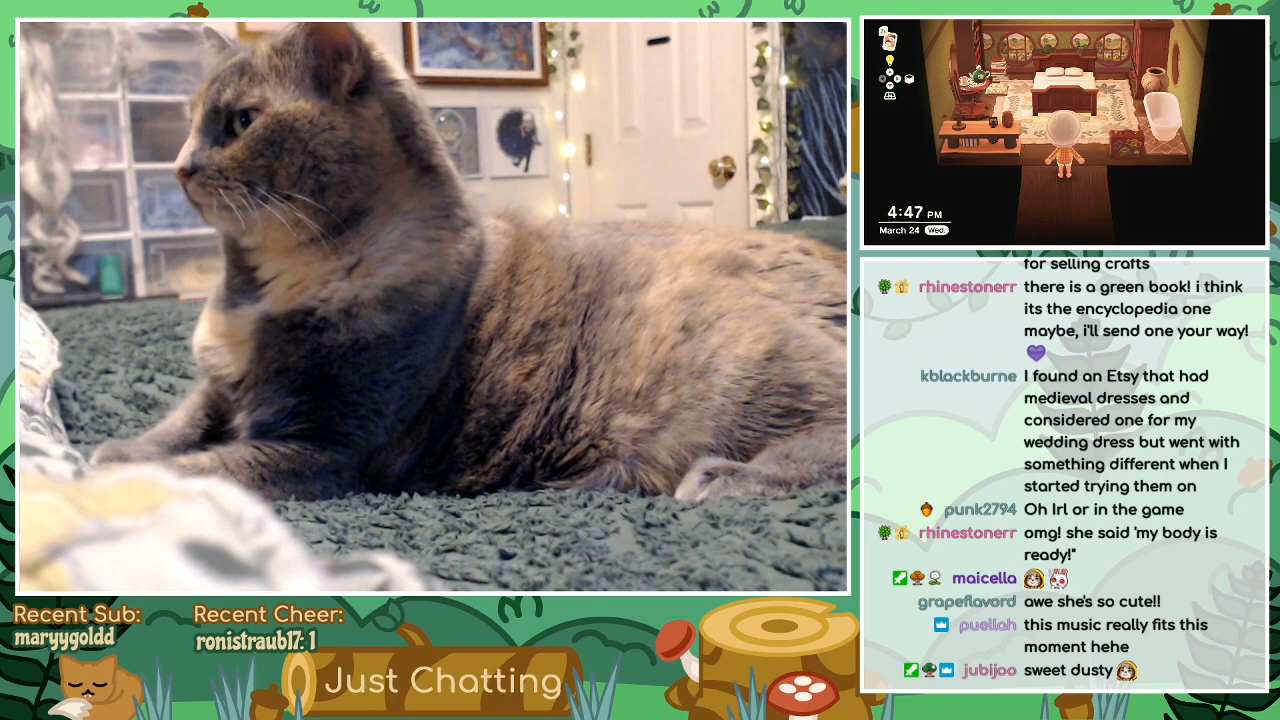 4:47 PM
March 24 Wed.
for selling crafts
rhinestonerr there is a green book! i think
its the encyclopedia one
maybe, i'll send one your way!
kblackburne I found an Etsy that had
medieval dresses and
considered one for my
wedding dress but went with
something different when I
started trying them on
punk2794 Oh Irl or in the game
rhinestonerr omg! she said 'my body is
ready!"
maicella
grapeflavord awe she's so cute!!
puellah this music really fits this
moment hehe
jubijoo sweet dusty
Recent Sub:
maryygoldd
Recent Cheer:
ronistraub17: 1
Just Chatting